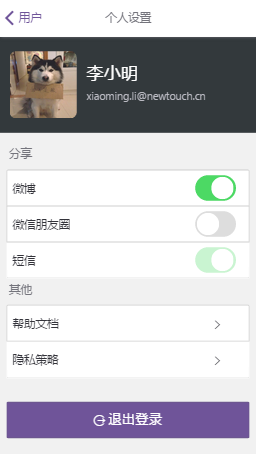 用户
个人设置
李小明
xiaoming.li@newtouch.cn
分享
微博
微信朋友圈
短信
其他
帮助文档
隐私策略
退出登录